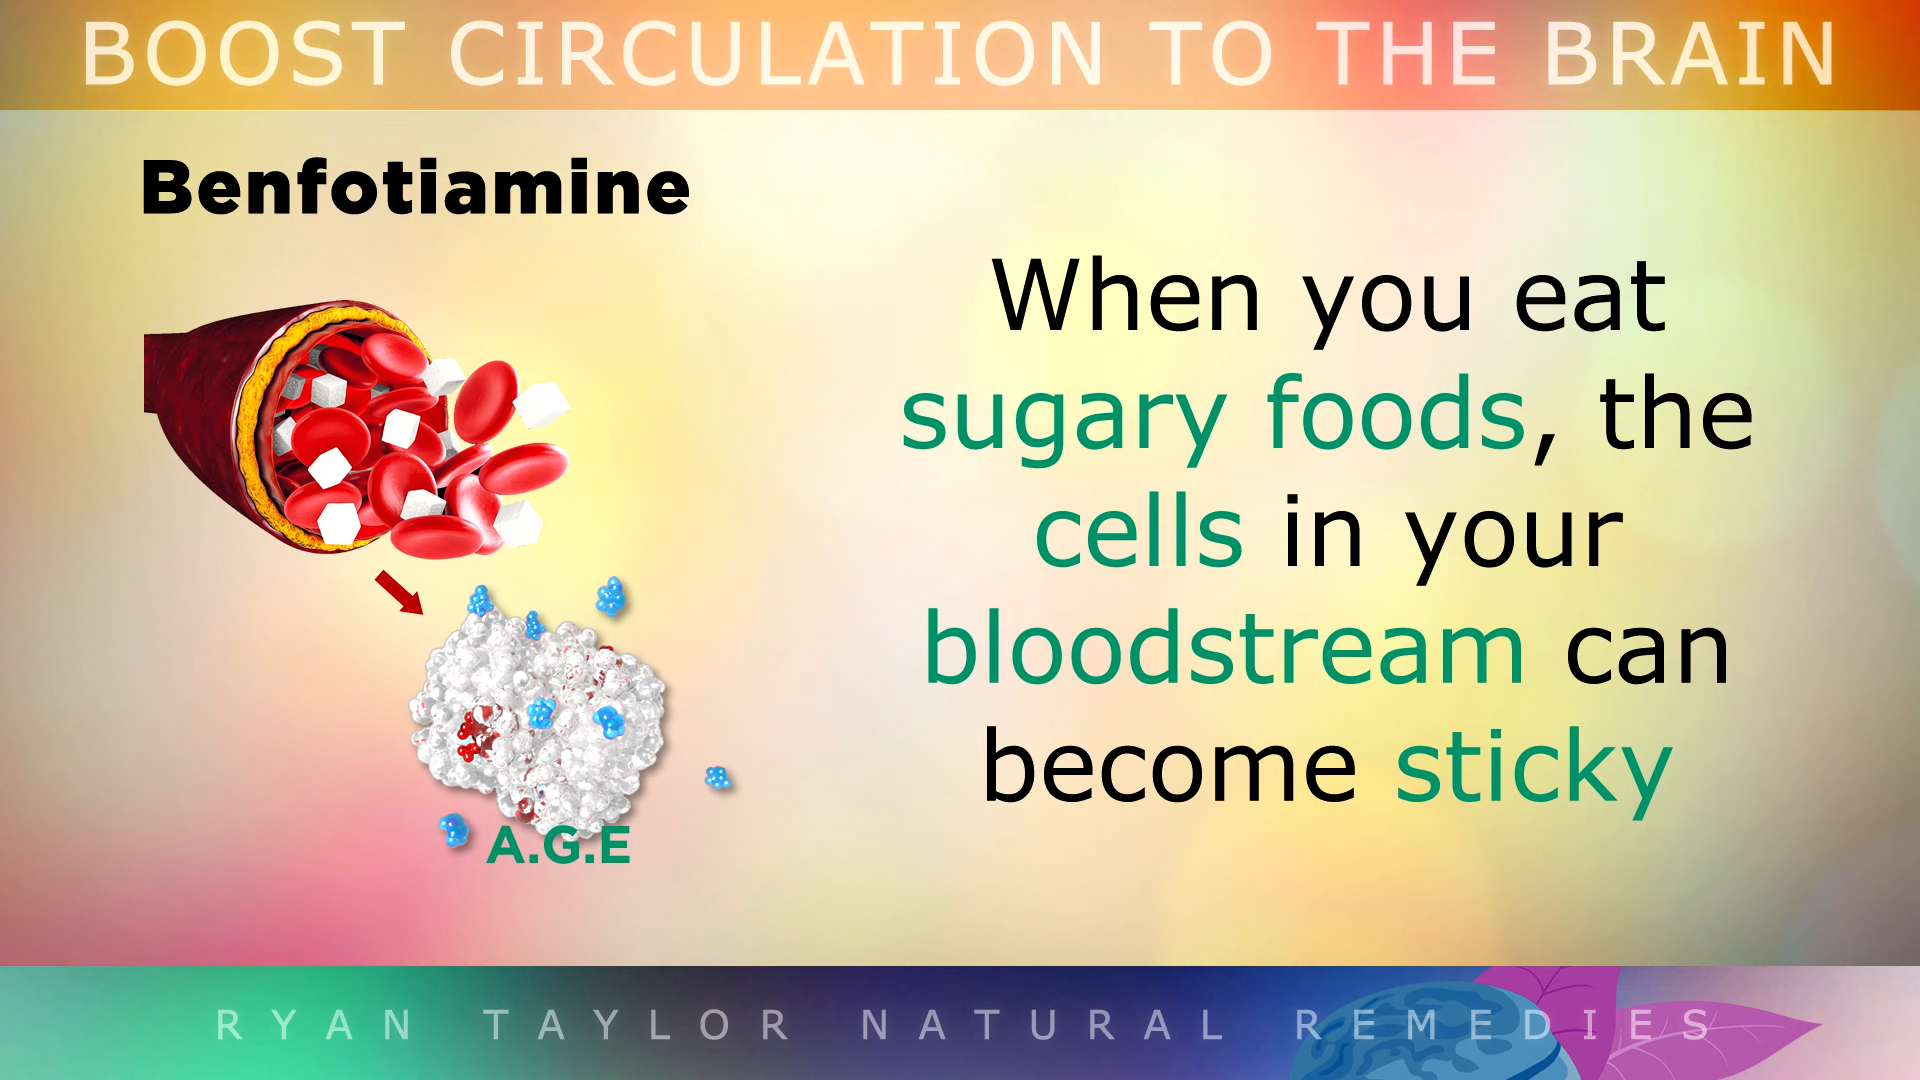 BOOST CIRCULATION TO THE BRAIN
Benfotiamine
When you eat
sugary foods, the
cells in your
bloodstream can
become sticky
A.G.E
RYAN TAYLOR NATURAL REMEDIES